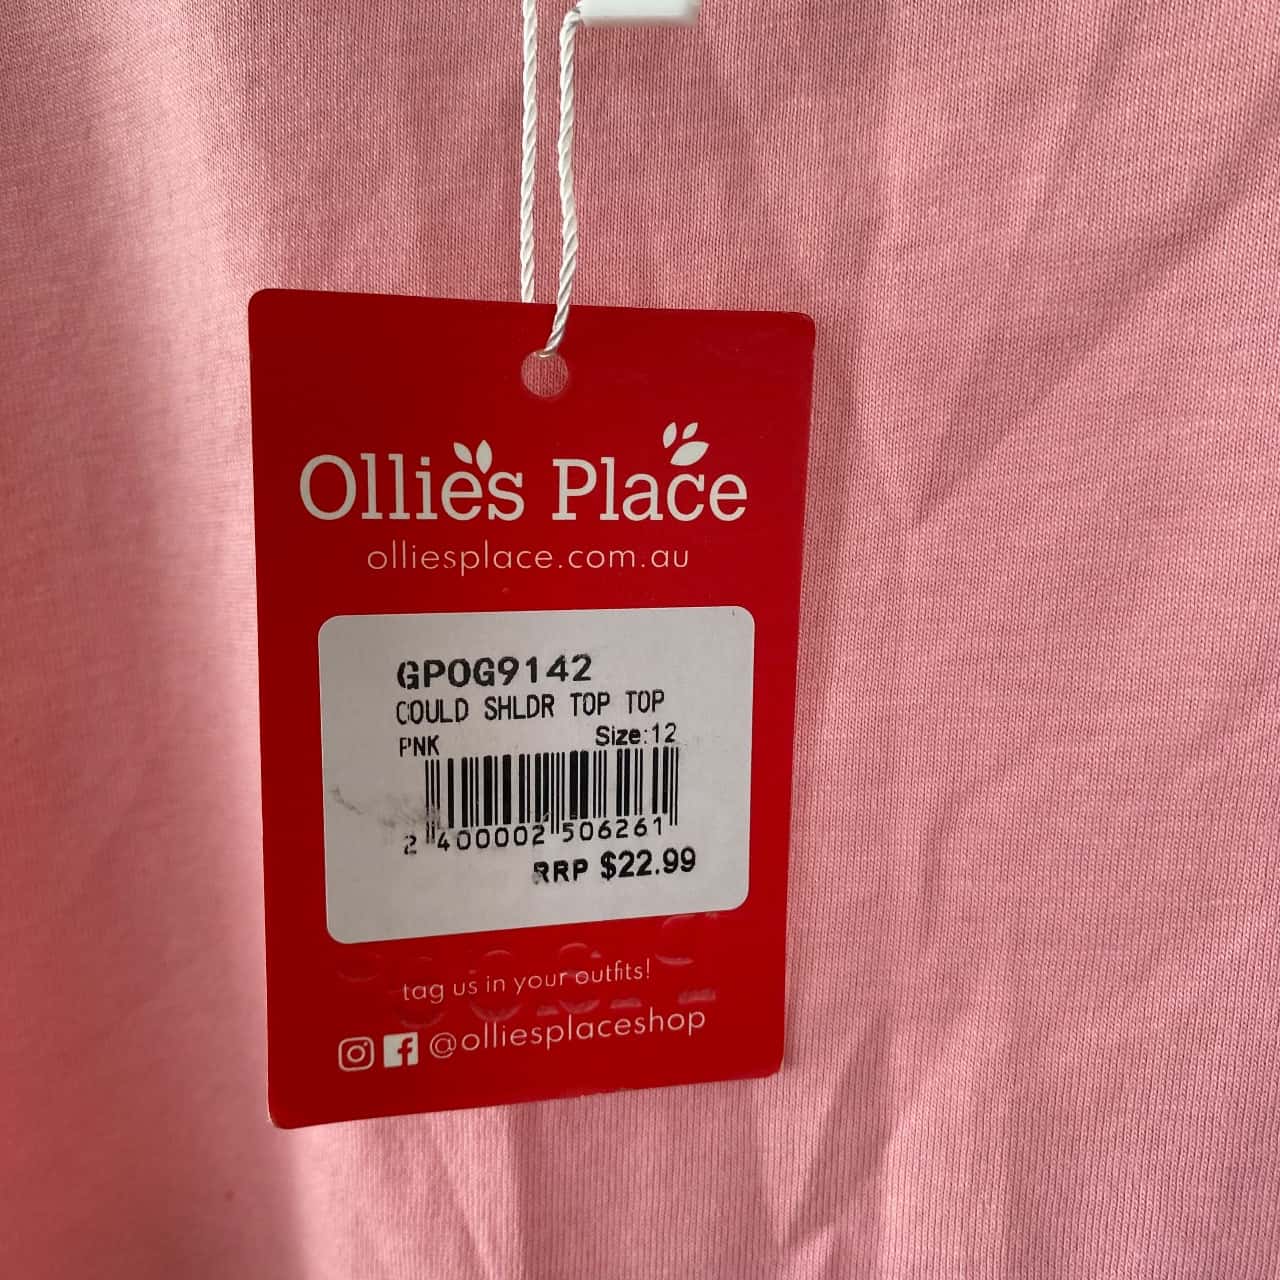 Ollie's Place
olliesplace.com.au
GPOG9142
COULD SHLDR TOP TOP
PNK Size:12
2 400002 506261
RRP $22.99
tag us in your outfits!
@olliesplaceshop